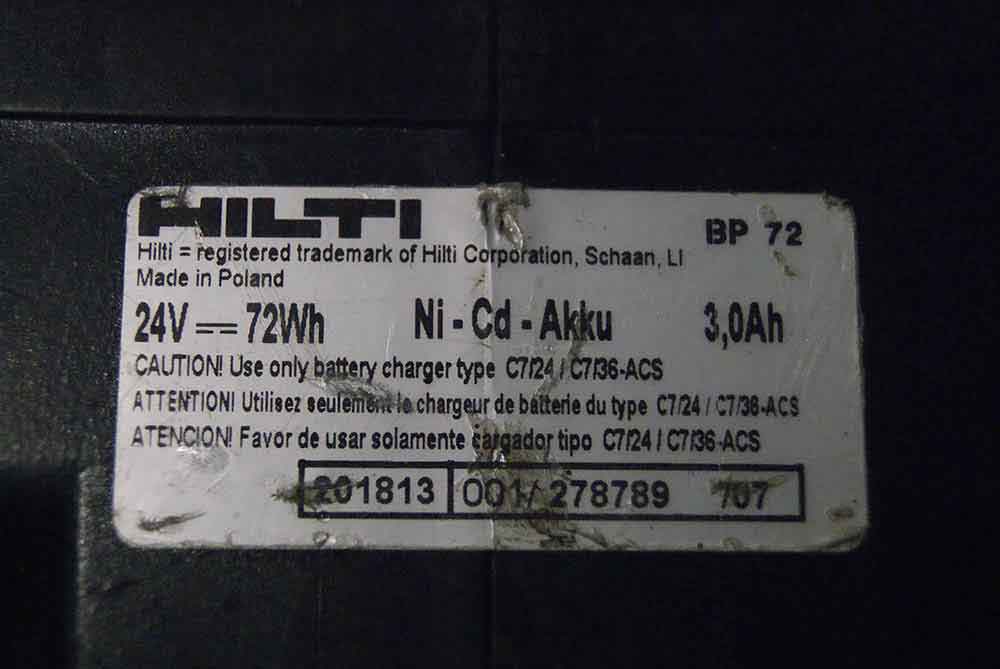 HILTI
BP 72
Hilti = registered trademark of Hilti Corporation, Schaan, LI
Made in Poland
24V 72Wh Ni - Cd - Akku 3,0Ah
CAUTION! Use only battery charger type C7/24 / C7/36-ACS
ATTENTION! Utilisez seulement le chargeur de batterie du type C7/24 / C7/36-ACS
ATENCION! Favor de usar solamente cargador tipo C7/24 / C7/36-ACS
201813 001/ 278789 707